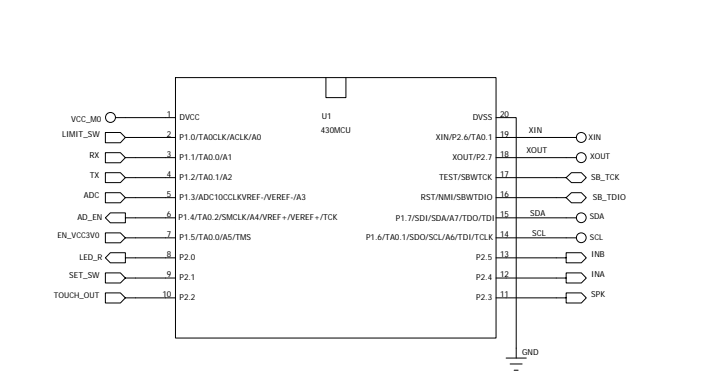 U1
430MCU
VCC_M0 1 DVCC DVSS 20
LIMIT_SW 2 P1.0/TA0CLK/ACLK/A0 XIN/P2.6/TA0.1 19 XIN XIN
RX 3 P1.1/TA0.0/A1 XOUT/P2.7 18 XOUT XOUT
TX 4 P1.2/TA0.1/A2 TEST/SBWTCK 17 SB_TCK
ADC 5 P1.3/ADC10CCLKVREF-/VEREF-/A3 RST/NMI/SBWTDIO 16 SB_TDIO
AD_EN 6 P1.4/TA0.2/SMCLK/A4/VREF+/VEREF+/TCK P1.7/SDI/SDA/A7/TDO/TDI 15 SDA SDA
EN_VCC3V0 7 P1.5/TA0.0/A5/TMS P1.6/TA0.1/SDO/SCL/A6/TDI/TCLK 14 SCL SCL
LED_R 8 P2.0 P2.5 13 INB
SET_SW 9 P2.1 P2.4 12 INA
TOUCH_OUT 10 P2.2 P2.3 11 SPK
GND